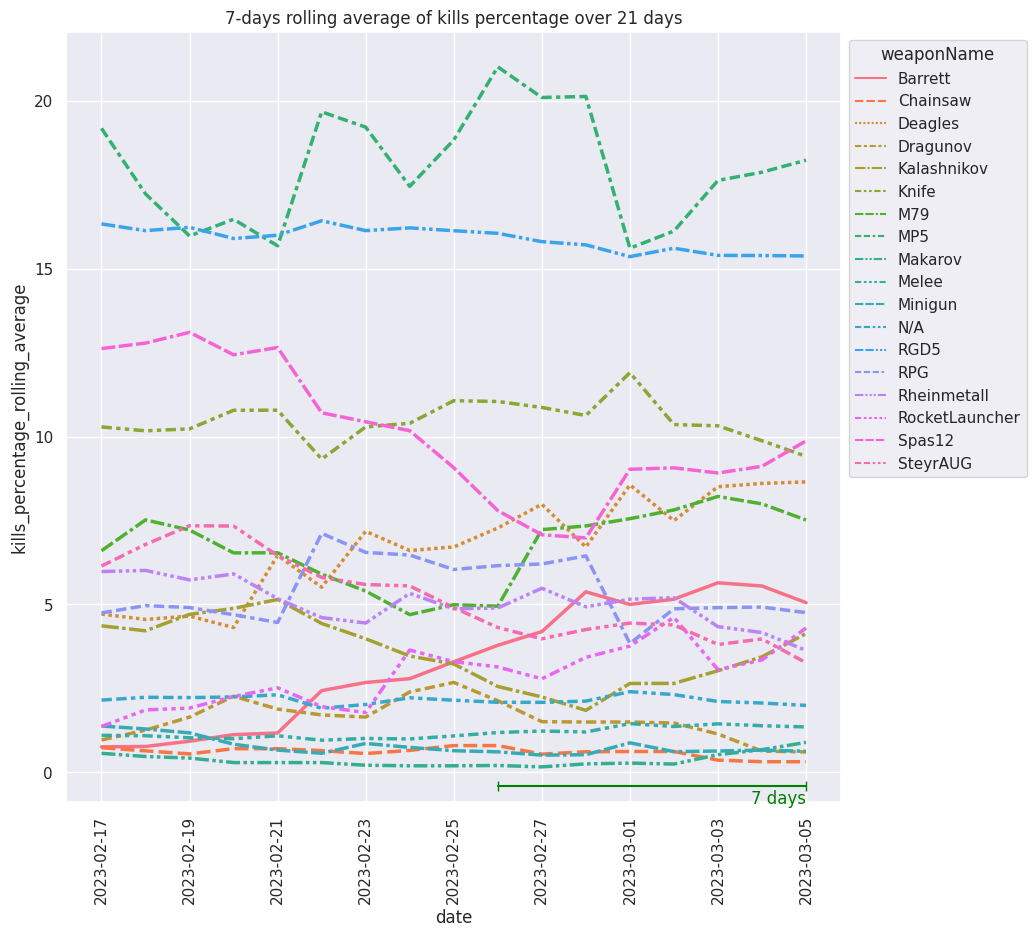 7-days rolling average of kills percentage over 21 days
kills_percentage_rolling_average
20
15
10
5
0
7 days
2023-02-17
2023-02-19
2023-02-21
2023-02-23
2023-02-25
2023-02-27
2023-03-01
2023-03-03
2023-03-05
date
weaponName
Barrett
Chainsaw
Deagles
Dragunov
Kalashnikov
Knife
M79
MP5
Makarov
Melee
Minigun
N/A
RGD5
RPG
Rheinmetall
RocketLauncher
Spas12
SteyrAUG